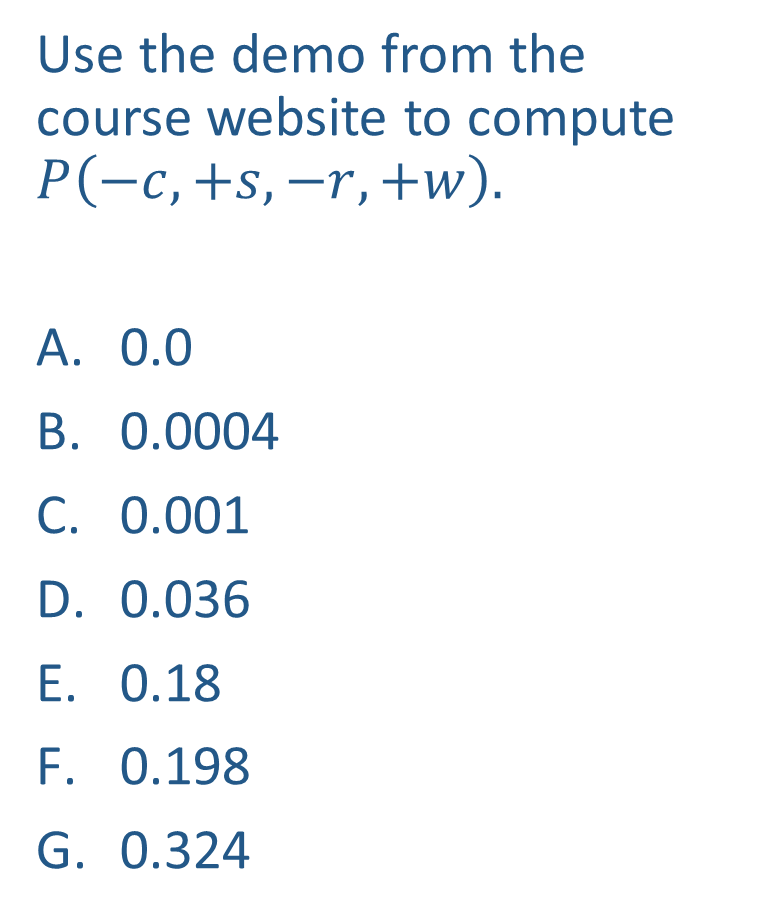 Use the demo from the
course website to compute
P(−c, +s, −r, +w).
A. 0.0
B. 0.0004
C. 0.001
D. 0.036
E. 0.18
F. 0.198
G. 0.324